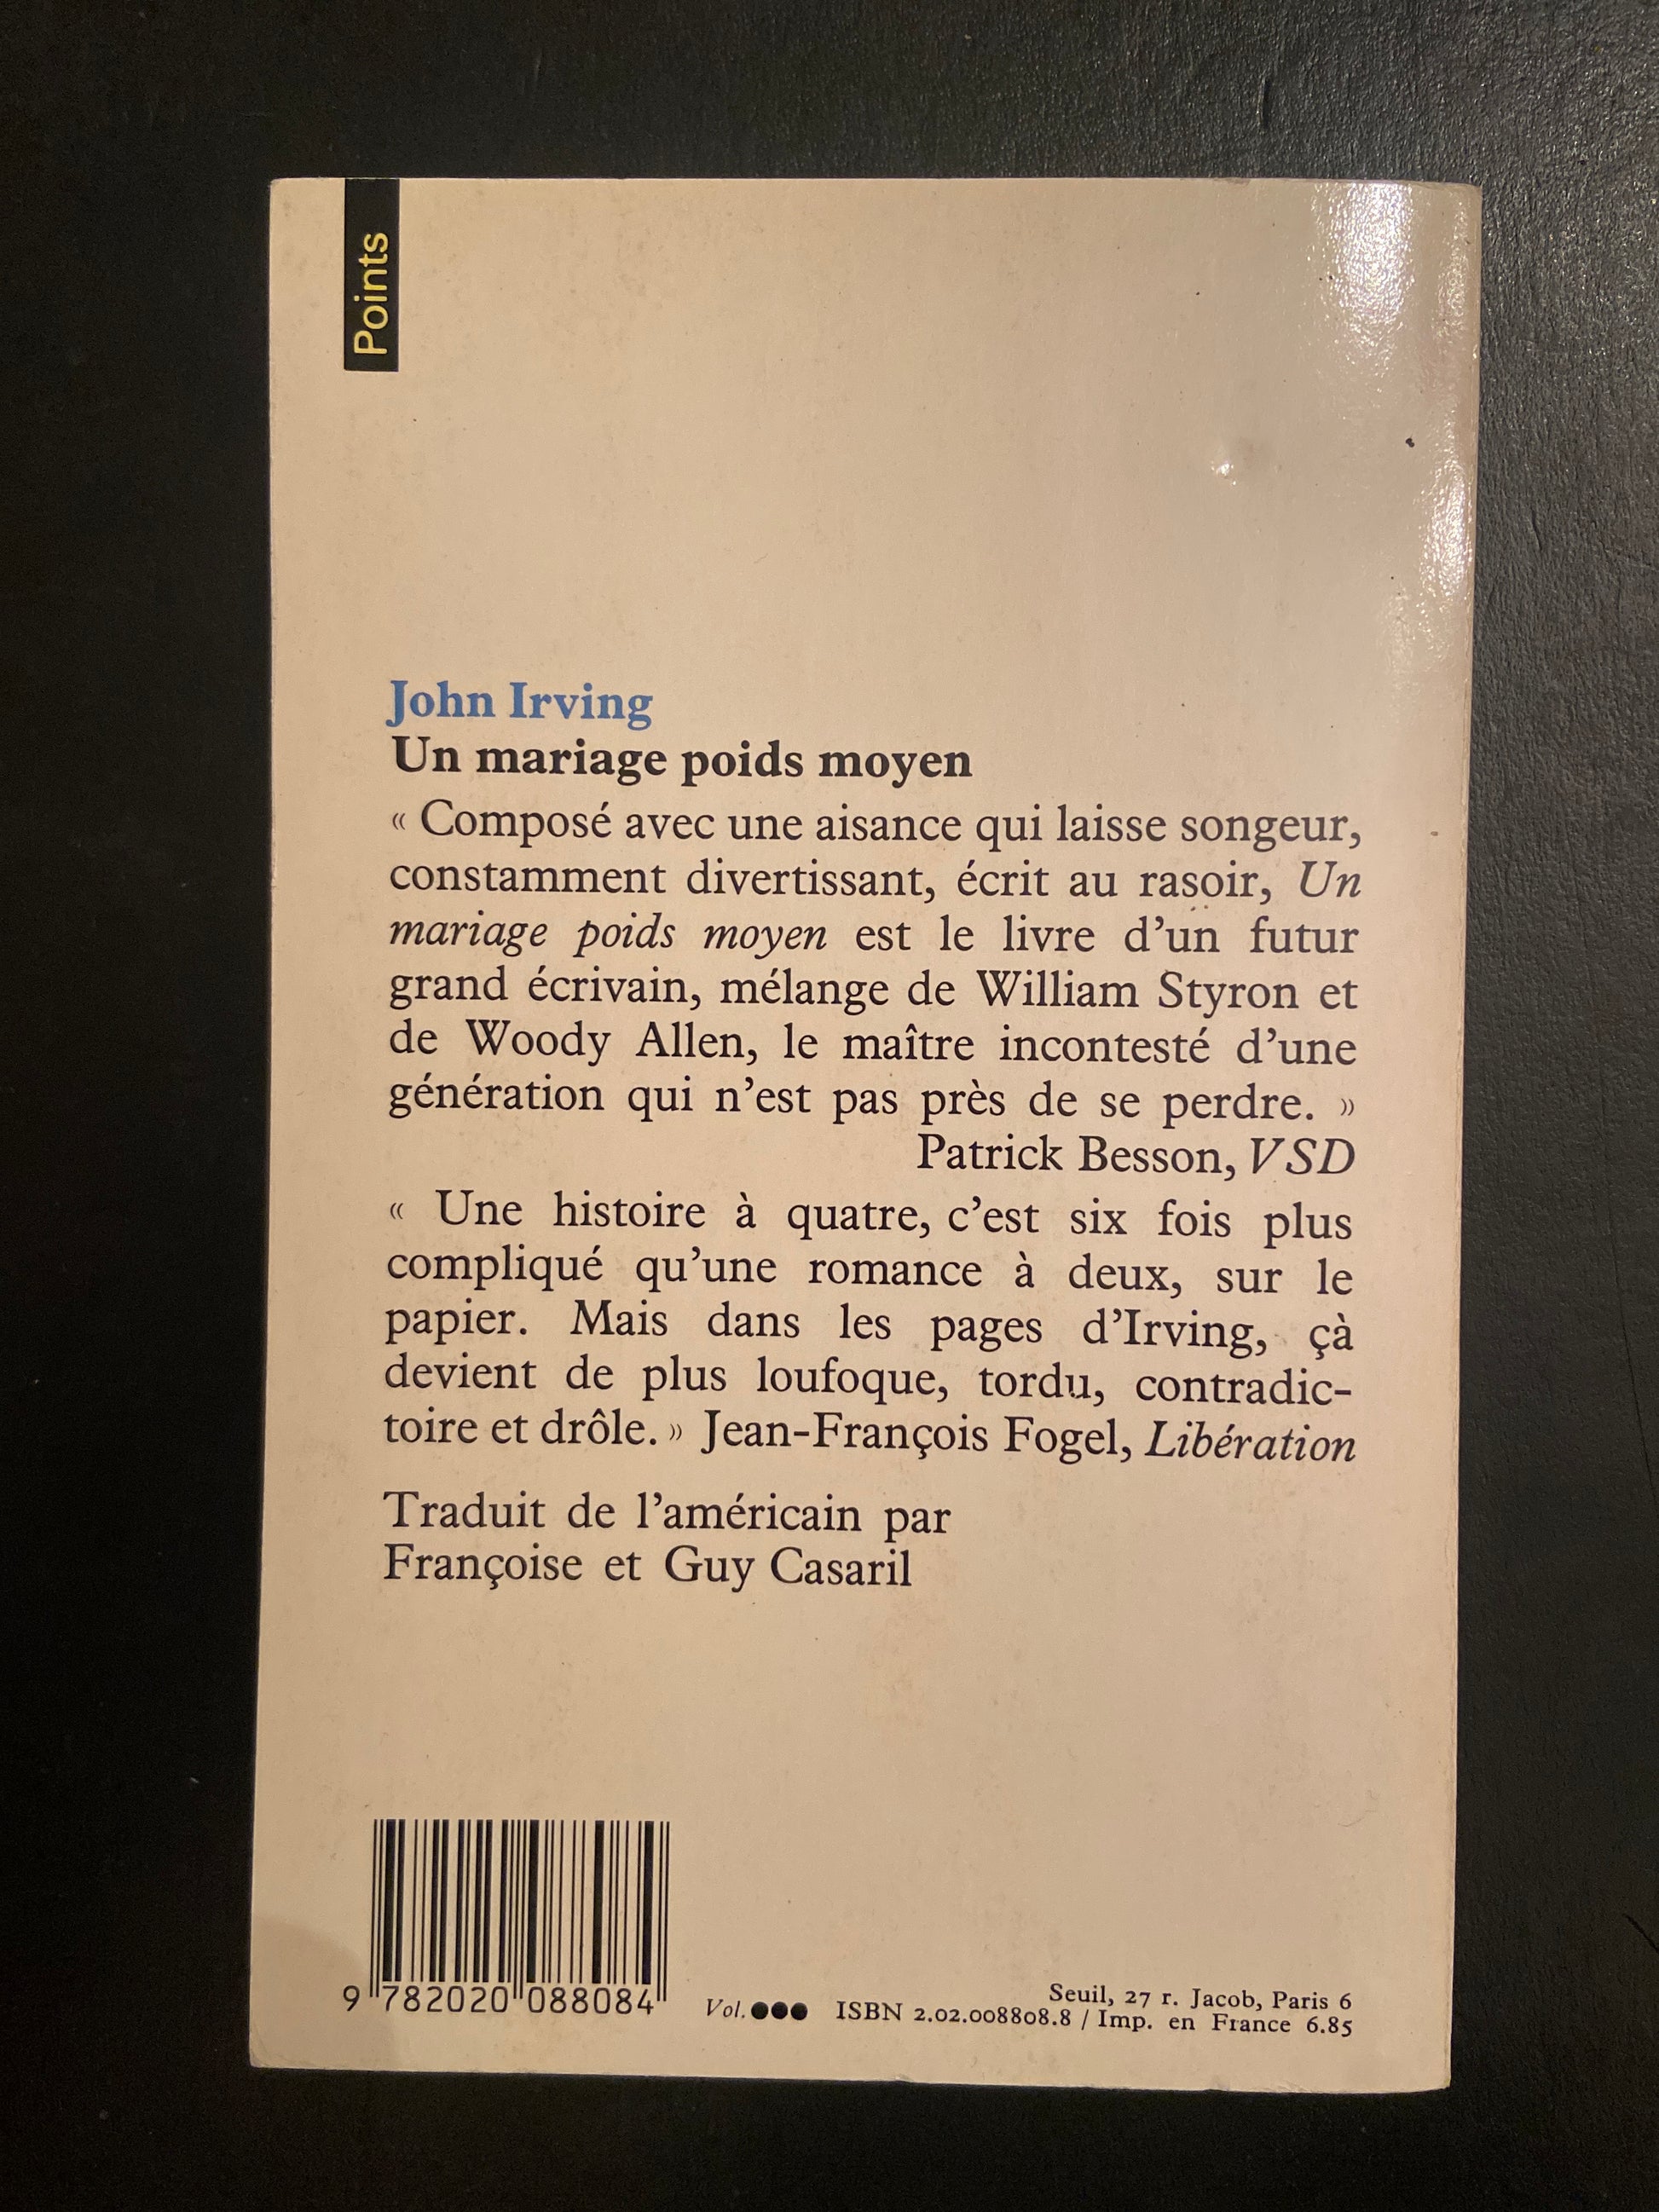 Points
John Irving
Un mariage poids moyen
« Composé avec une aisance qui laisse songeur,
constamment divertissant, écrit au rasoir, Un
mariage poids moyen est le livre d’un futur
grand écrivain, mélange de William Styron et
de Woody Allen, le maître incontesté d’une
génération qui n’est pas près de se perdre. »
Patrick Besson, VSD
« Une histoire à quatre, c’est six fois plus
compliqué qu’une romance à deux, sur le
papier. Mais dans les pages d’Irving, çà
devient de plus loufoque, tordu, contradic-
toire et drôle. » Jean-François Fogel, Libération
Traduit de l’américain par
Françoise et Guy Casaril
9 782020 088084
Seuil, 27 r. Jacob, Paris 6
Vol.●●● ISBN 2.02.008808.8 / Imp. en France 6.85